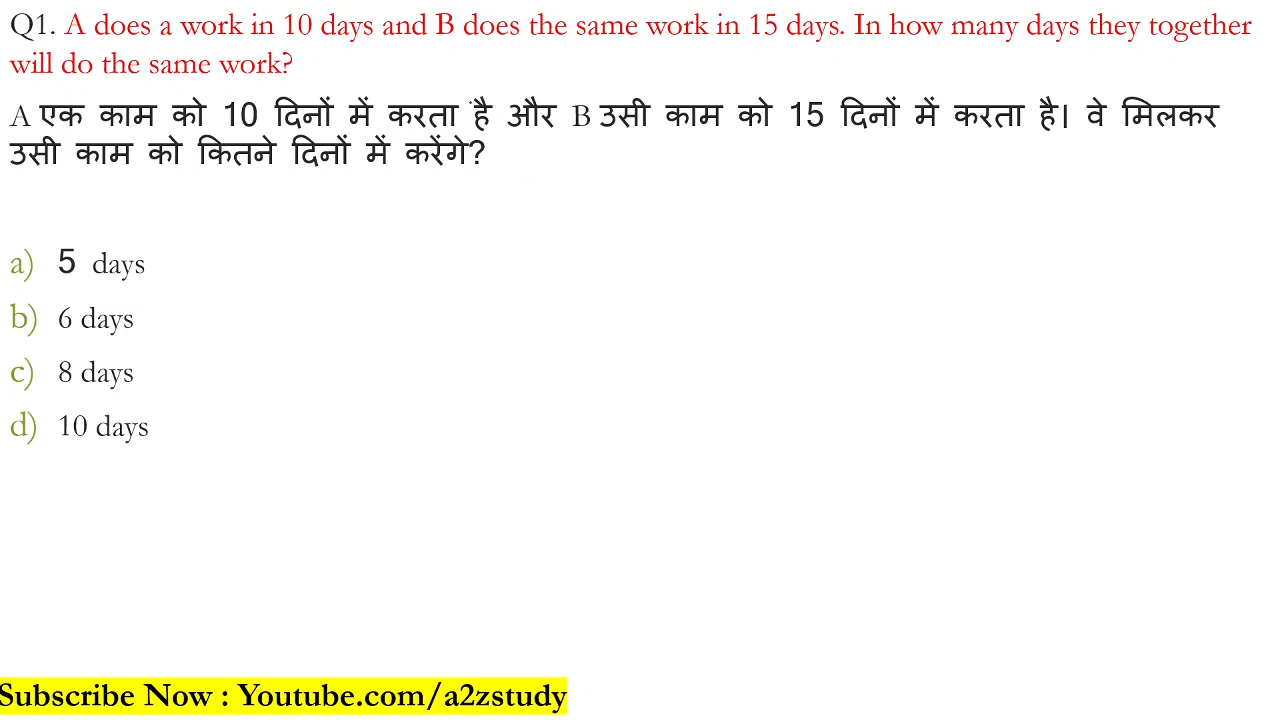 Q1. A does a work in 10 days and B does the same work in 15 days. In how many days they together
will do the same work?
A एक काम को 10 दिनों में करता है और B उसी काम को 15 दिनों में करता है। वे मिलकर
उसी काम को कितने दिनों में करेंगे?
a) 5 days
b) 6 days
c) 8 days
d) 10 days
Subscribe Now : Youtube.com/a2zstudy